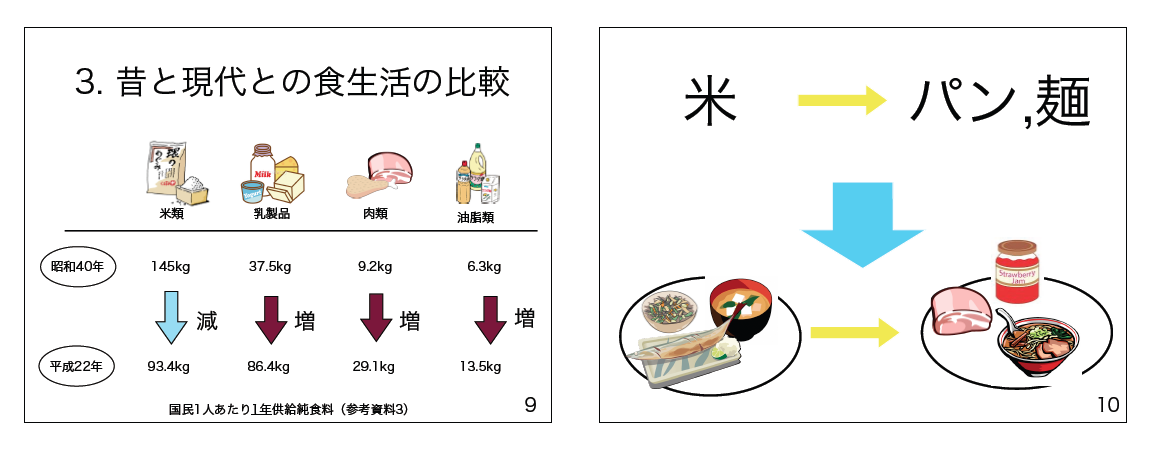 3. 昔と現代との食生活の比較
Milk
米類 乳製品 肉類 油脂類
昭和40年 145kg 37.5kg 9.2kg 6.3kg
減 増 増 増
平成22年 93.4kg 86.4kg 29.1kg 13.5kg
国民1人あたり1年供給純食料（参考資料3）
9
米 パン,麺
Strawberry
Jam
10